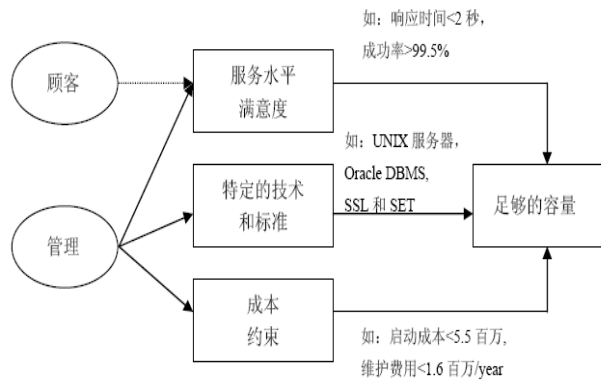 如：响应时间<2 秒，
成功率>99.5%
顾客
服务水平
满意度
如：UNIX 服务器，
Oracle DBMS,
SSL 和 SET
特定的技术
和标准
足够的容量
管理
成本
约束
如：启动成本<5.5 百万,
维护费用<1.6 百万/year